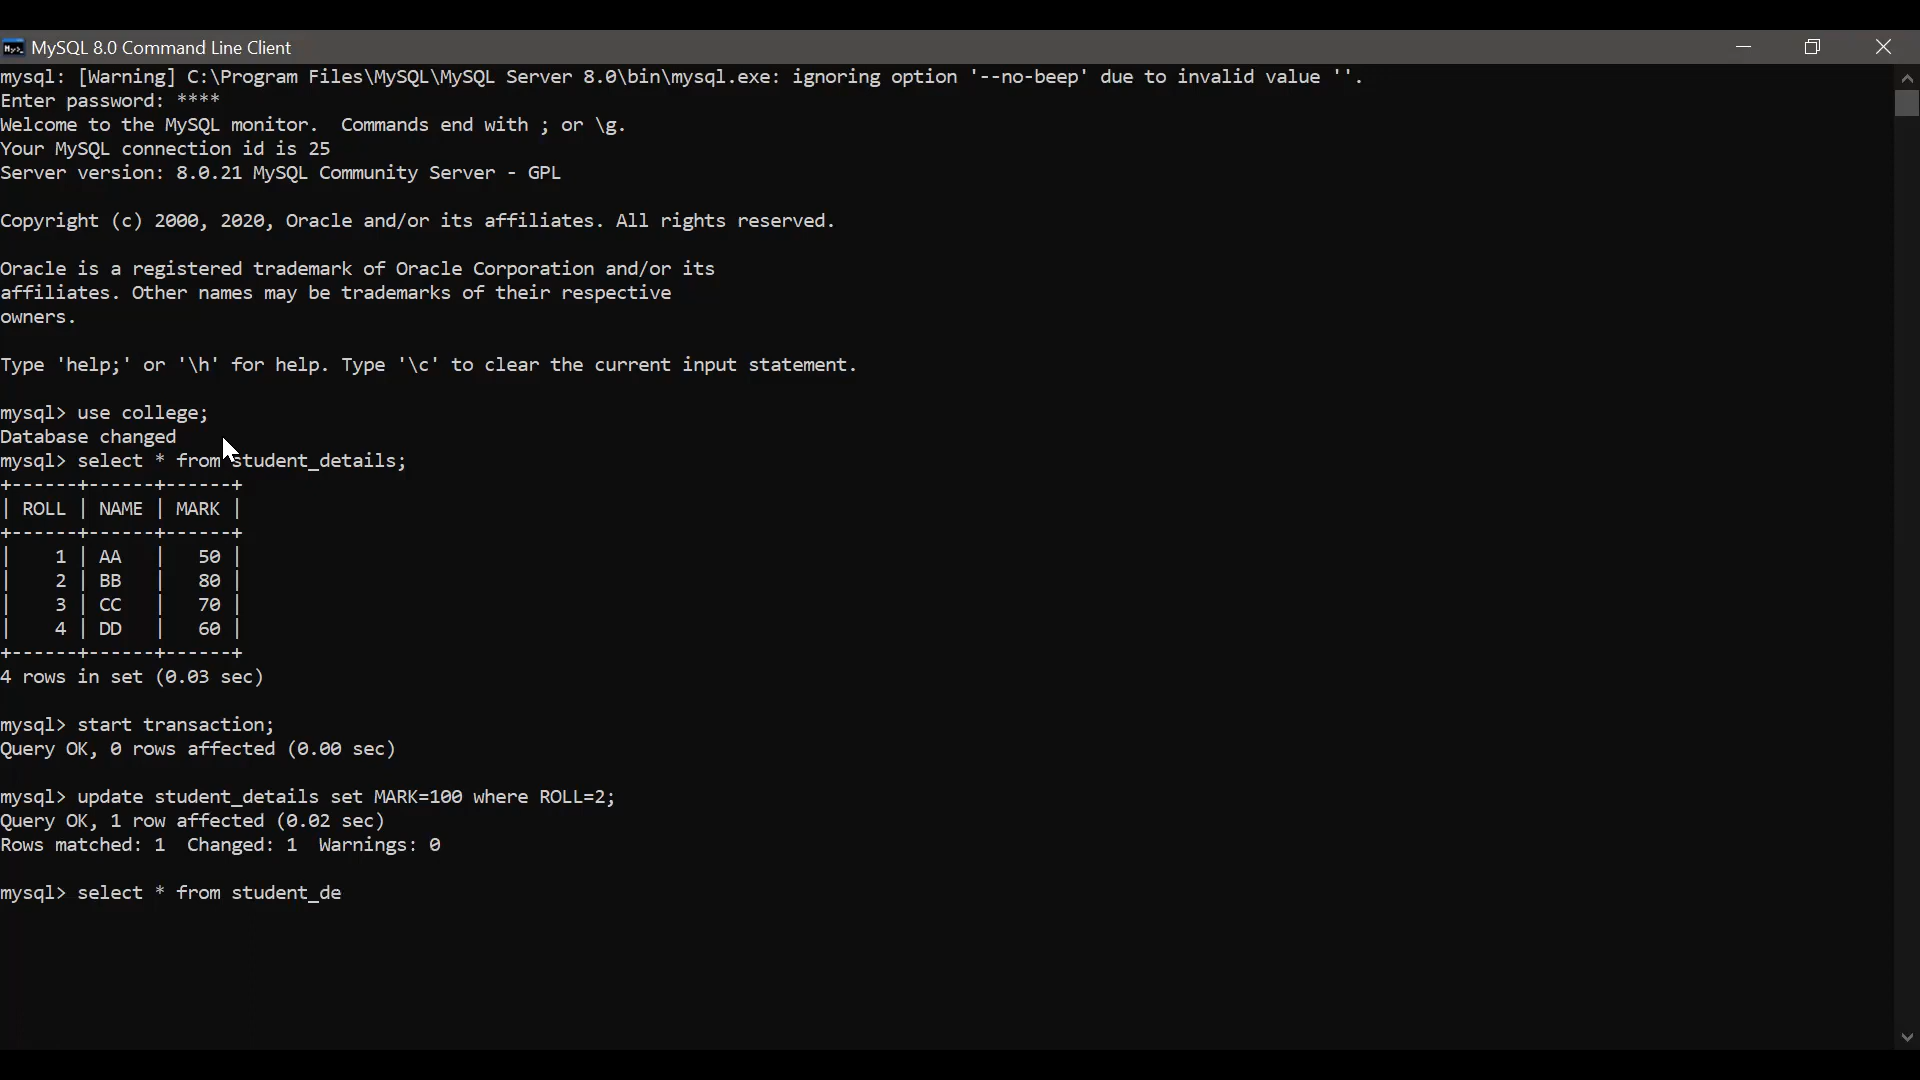 MySQL 8.0 Command Line Client
mysql: [Warning] C:\Program Files\MySQL\MySQL Server 8.0\bin\mysql.exe: ignoring option '--no-beep' due to invalid value ''.
Enter password: ****
Welcome to the MySQL monitor.  Commands end with ; or \g.
Your MySQL connection id is 25
Server version: 8.0.21 MySQL Community Server - GPL
Copyright (c) 2000, 2020, Oracle and/or its affiliates. All rights reserved.
Oracle is a registered trademark of Oracle Corporation and/or its
affiliates. Other names may be trademarks of their respective
owners.
Type 'help;' or '\h' for help. Type '\c' to clear the current input statement.
mysql> use college;
Database changed
mysql> select * from student_details;
+------+------+------+
| ROLL | NAME | MARK |
+------+------+------+
|    1 | AA   |   50 |
|    2 | BB   |   80 |
|    3 | CC   |   70 |
|    4 | DD   |   60 |
+------+------+------+
4 rows in set (0.03 sec)
mysql> start transaction;
Query OK, 0 rows affected (0.00 sec)
mysql> update student_details set MARK=100 where ROLL=2;
Query OK, 1 row affected (0.02 sec)
Rows matched: 1  Changed: 1  Warnings: 0
mysql> select * from student_de